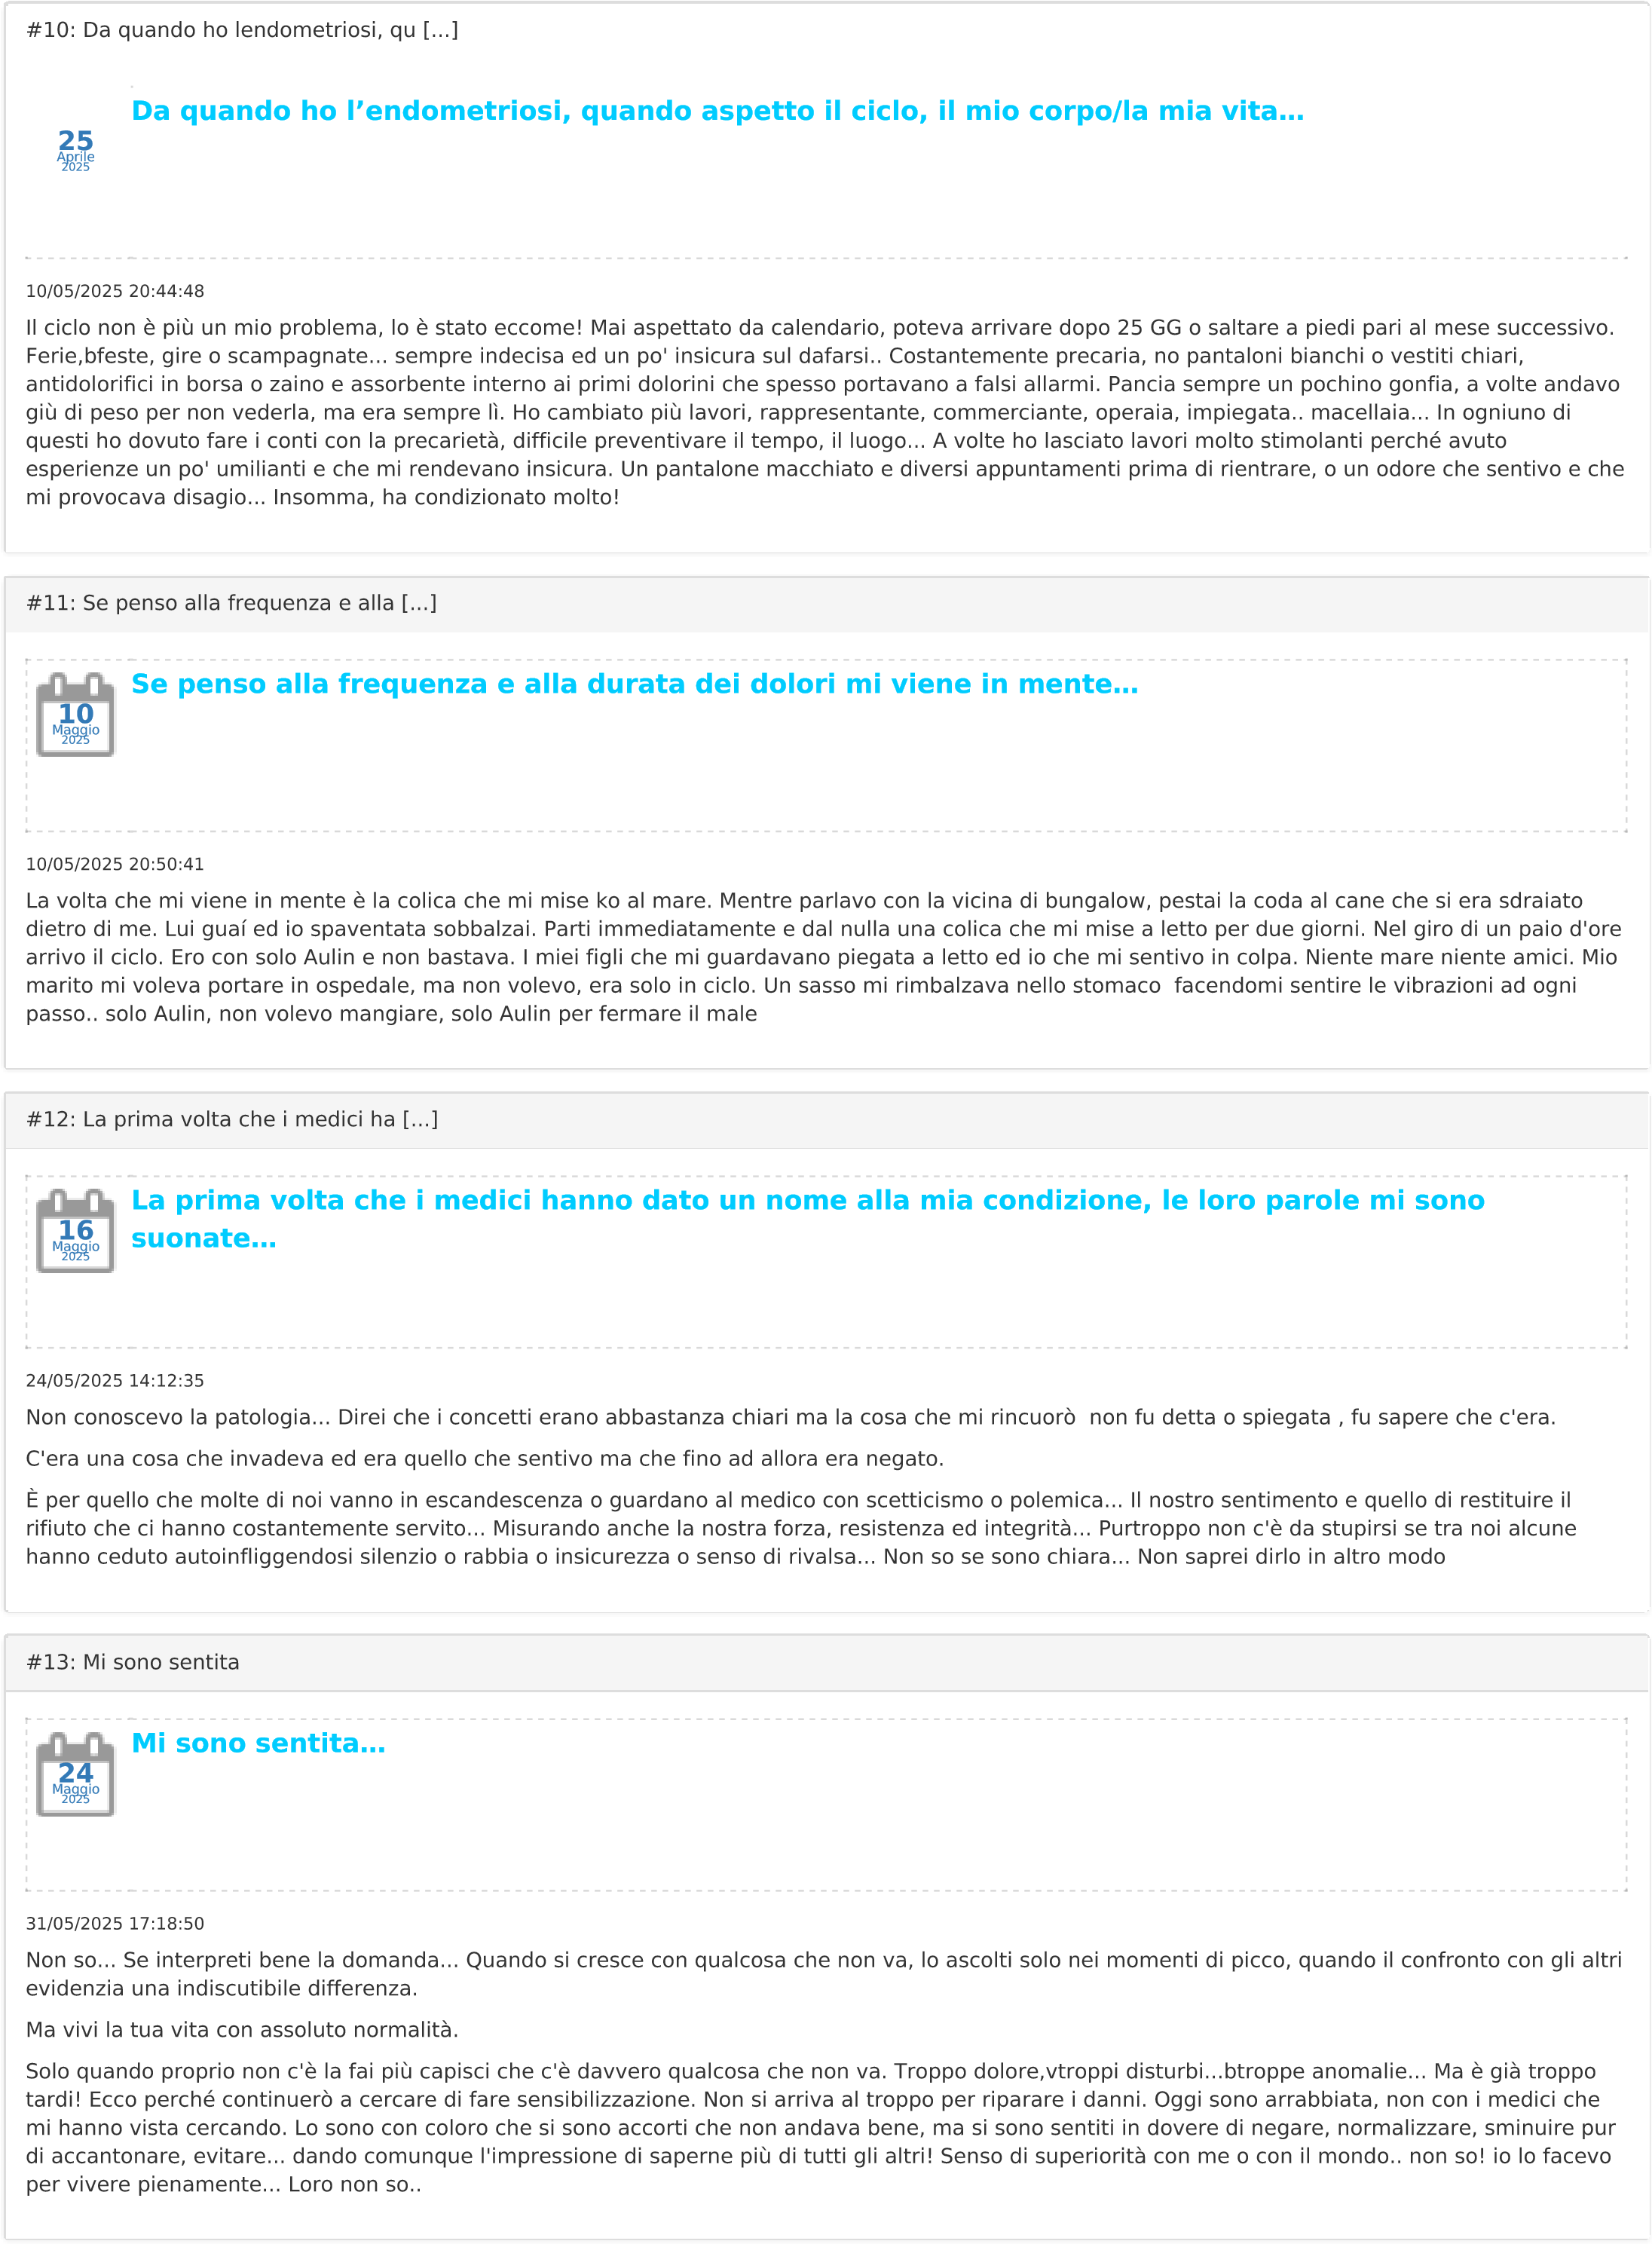 #10: Da quando ho lendometriosi, qu [...]
Da quando ho l’endometriosi, quando aspetto il ciclo, il mio corpo/la mia vita…
25
Aprile
2025
10/05/2025 20:44:48
Il ciclo non è più un mio problema, lo è stato eccome! Mai aspettato da calendario, poteva arrivare dopo 25 GG o saltare a piedi pari al mese successivo.
Ferie,bfeste, gire o scampagnate... sempre indecisa ed un po' insicura sul dafarsi.. Costantemente precaria, no pantaloni bianchi o vestiti chiari,
antidolorifici in borsa o zaino e assorbente interno ai primi dolorini che spesso portavano a falsi allarmi. Pancia sempre un pochino gonfia, a volte andavo
giù di peso per non vederla, ma era sempre lì. Ho cambiato più lavori, rappresentante, commerciante, operaia, impiegata.. macellaia... In ogniuno di
questi ho dovuto fare i conti con la precarietà, difficile preventivare il tempo, il luogo... A volte ho lasciato lavori molto stimolanti perché avuto
esperienze un po' umilianti e che mi rendevano insicura. Un pantalone macchiato e diversi appuntamenti prima di rientrare, o un odore che sentivo e che
mi provocava disagio... Insomma, ha condizionato molto!
#11: Se penso alla frequenza e alla [...]
Se penso alla frequenza e alla durata dei dolori mi viene in mente…
10
Maggio
2025
10/05/2025 20:50:41
La volta che mi viene in mente è la colica che mi mise ko al mare. Mentre parlavo con la vicina di bungalow, pestai la coda al cane che si era sdraiato
dietro di me. Lui guaí ed io spaventata sobbalzai. Parti immediatamente e dal nulla una colica che mi mise a letto per due giorni. Nel giro di un paio d'ore
arrivo il ciclo. Ero con solo Aulin e non bastava. I miei figli che mi guardavano piegata a letto ed io che mi sentivo in colpa. Niente mare niente amici. Mio
marito mi voleva portare in ospedale, ma non volevo, era solo in ciclo. Un sasso mi rimbalzava nello stomaco  facendomi sentire le vibrazioni ad ogni
passo.. solo Aulin, non volevo mangiare, solo Aulin per fermare il male
#12: La prima volta che i medici ha [...]
La prima volta che i medici hanno dato un nome alla mia condizione, le loro parole mi sono
suonate…
16
Maggio
2025
24/05/2025 14:12:35
Non conoscevo la patologia... Direi che i concetti erano abbastanza chiari ma la cosa che mi rincuorò  non fu detta o spiegata , fu sapere che c'era.
C'era una cosa che invadeva ed era quello che sentivo ma che fino ad allora era negato.
È per quello che molte di noi vanno in escandescenza o guardano al medico con scetticismo o polemica... Il nostro sentimento e quello di restituire il
rifiuto che ci hanno costantemente servito... Misurando anche la nostra forza, resistenza ed integrità... Purtroppo non c'è da stupirsi se tra noi alcune
hanno ceduto autoinfliggendosi silenzio o rabbia o insicurezza o senso di rivalsa... Non so se sono chiara... Non saprei dirlo in altro modo
#13: Mi sono sentita
Mi sono sentita…
24
Maggio
2025
31/05/2025 17:18:50
Non so... Se interpreti bene la domanda... Quando si cresce con qualcosa che non va, lo ascolti solo nei momenti di picco, quando il confronto con gli altri
evidenzia una indiscutibile differenza.
Ma vivi la tua vita con assoluto normalità.
Solo quando proprio non c'è la fai più capisci che c'è davvero qualcosa che non va. Troppo dolore,vtroppi disturbi...btroppe anomalie... Ma è già troppo
tardi! Ecco perché continuerò a cercare di fare sensibilizzazione. Non si arriva al troppo per riparare i danni. Oggi sono arrabbiata, non con i medici che
mi hanno vista cercando. Lo sono con coloro che si sono accorti che non andava bene, ma si sono sentiti in dovere di negare, normalizzare, sminuire pur
di accantonare, evitare... dando comunque l'impressione di saperne più di tutti gli altri! Senso di superiorità con me o con il mondo.. non so! io lo facevo
per vivere pienamente... Loro non so..